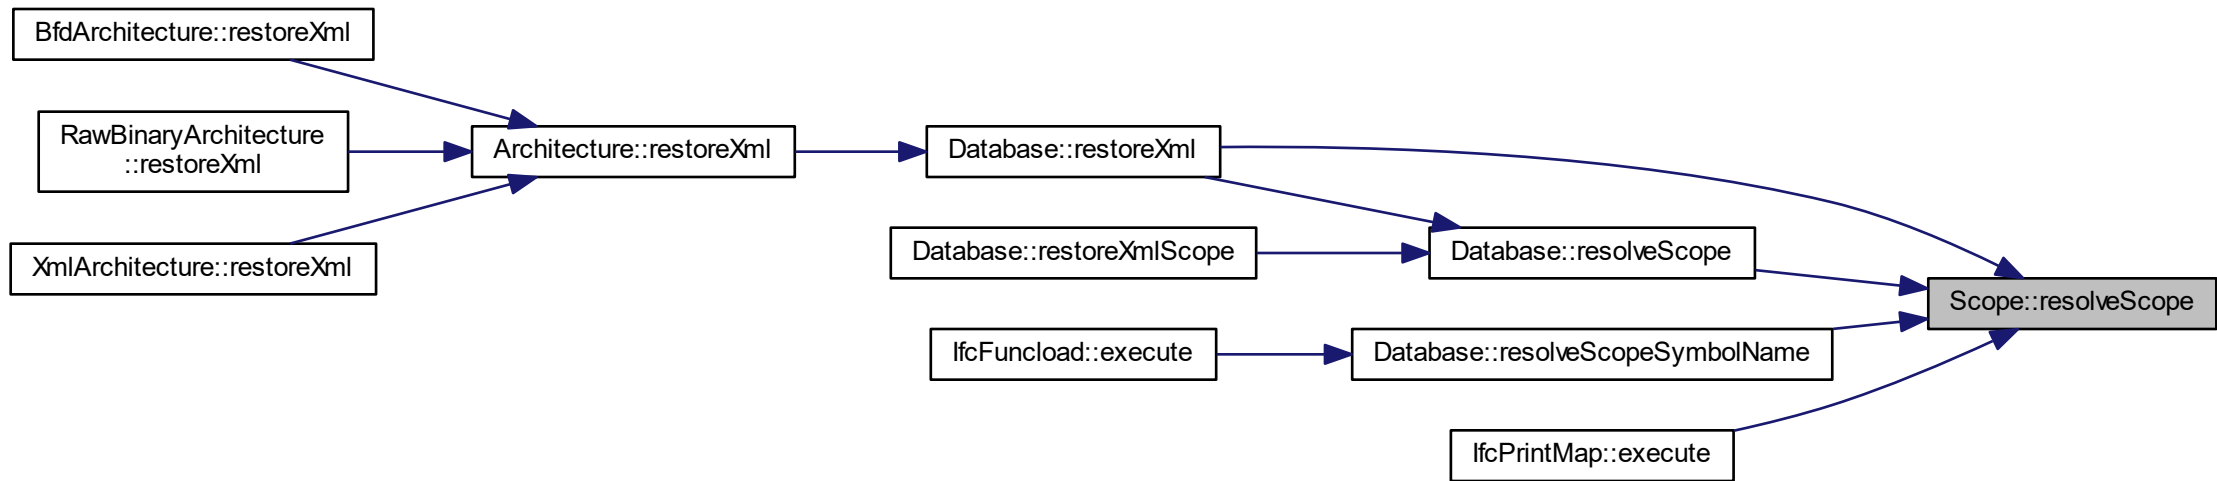 BfdArchitecture::restoreXml
RawBinaryArchitecture
::restoreXml
XmlArchitecture::restoreXml
Architecture::restoreXml
Database::restoreXml
Database::restoreXmlScope
IfcFuncload::execute
Database::resolveScope
Database::resolveScopeSymbolName
IfcPrintMap::execute
Scope::resolveScope